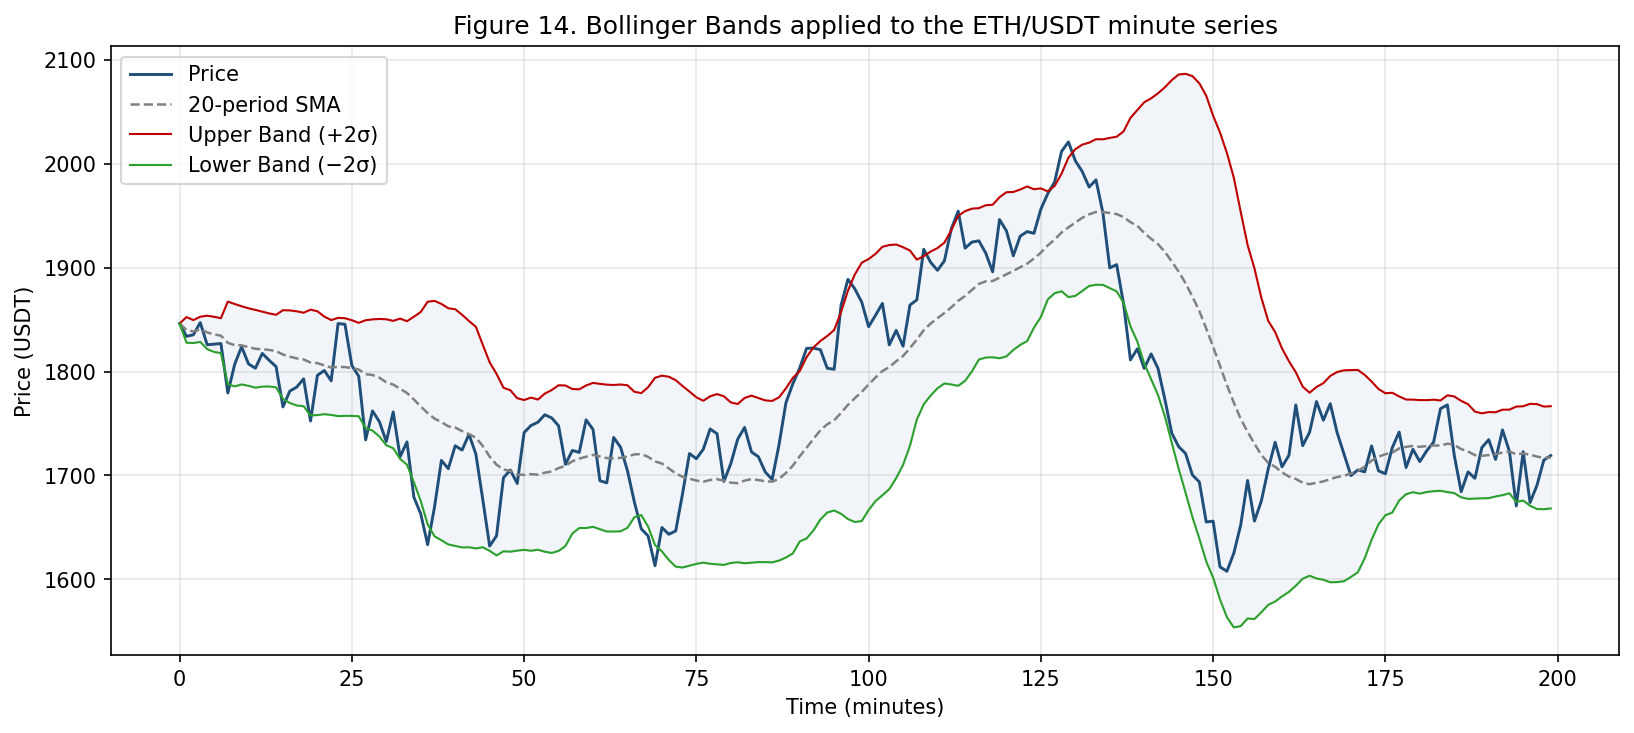 Figure 14. Bollinger Bands applied to the ETH/USDT minute series
Price
20-period SMA
Upper Band (+2σ)
Lower Band (−2σ)
Price (USDT)
2100
2000
1900
1800
1700
1600
0 25 50 75 100 125 150 175 200
Time (minutes)